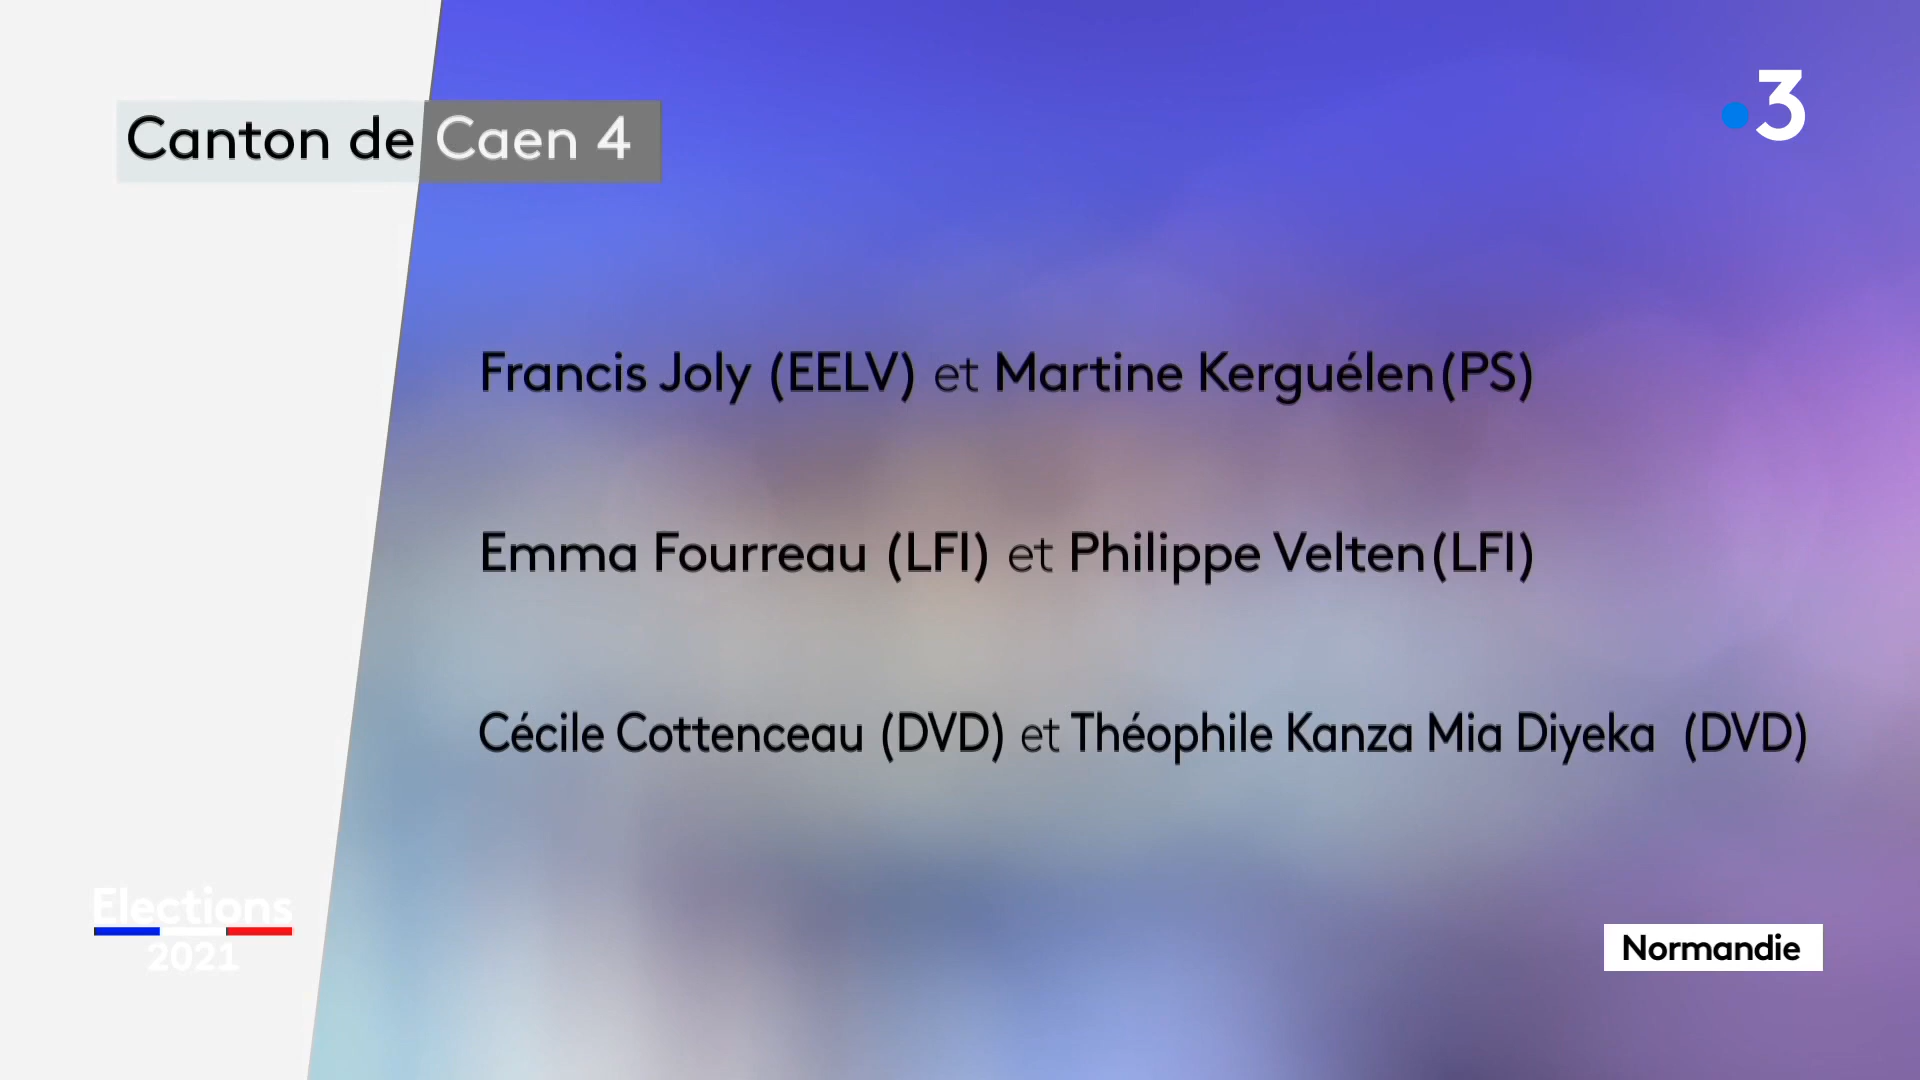 Canton de Caen 4
3
Francis Joly (EELV) et Martine Kerguélen(PS)
Emma Fourreau (LFI) et Philippe Velten(LFI)
Cécile Cottenceau (DVD) et Théophile Kanza Mia Diyeka (DVD)
Elections
2021
Normandie